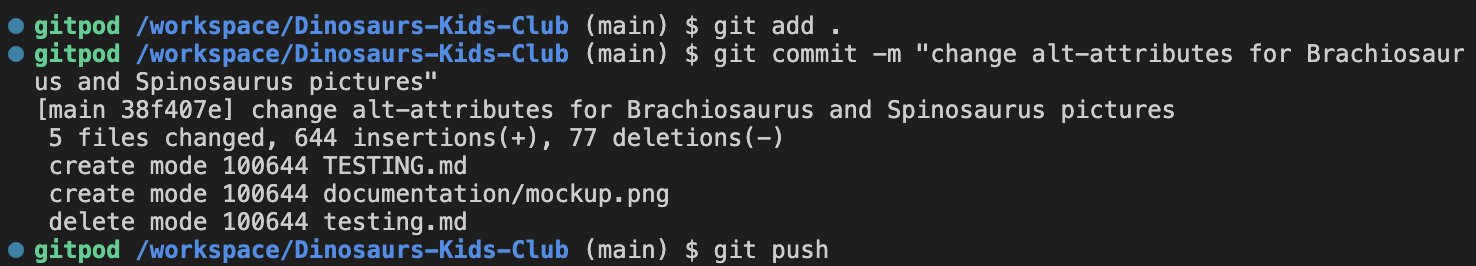 gitpod /workspace/Dinosaurs-Kids-Club (main) $ git add .
gitpod /workspace/Dinosaurs-Kids-Club (main) $ git commit -m "change alt-attributes for Brachiosaur
us and Spinosaurus pictures"
[main 38f407e] change alt-attributes for Brachiosaurus and Spinosaurus pictures
 5 files changed, 644 insertions(+), 77 deletions(-)
 create mode 100644 TESTING.md
 create mode 100644 documentation/mockup.png
 delete mode 100644 testing.md
gitpod /workspace/Dinosaurs-Kids-Club (main) $ git push